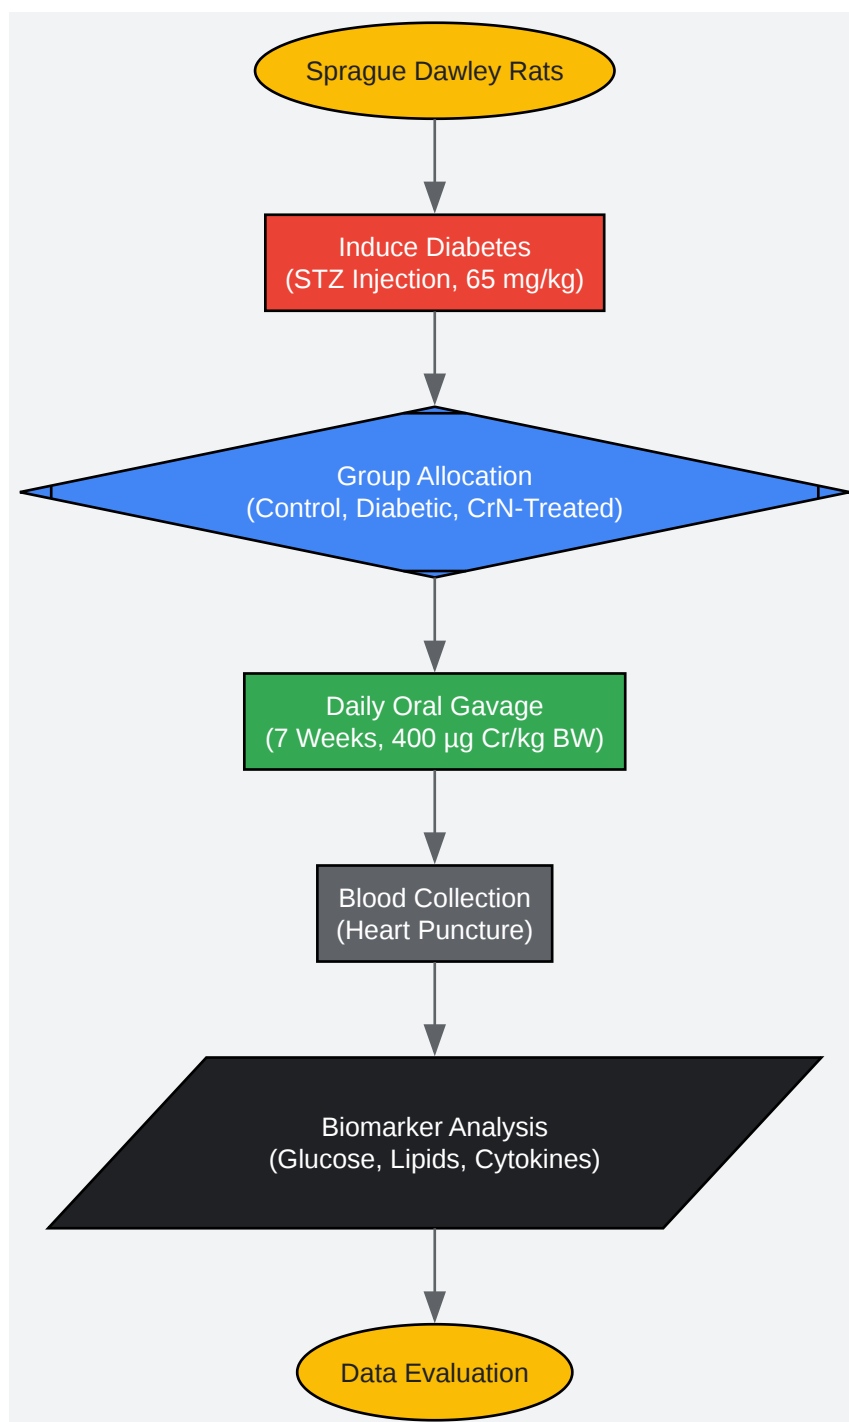 Sprague Dawley Rats
Induce Diabetes
(STZ Injection, 65 mg/kg)
Group Allocation
(Control, Diabetic, CrN-Treated)
Daily Oral Gavage
(7 Weeks, 400 µg Cr/kg BW)
Blood Collection
(Heart Puncture)
Biomarker Analysis
(Glucose, Lipids, Cytokines)
Data Evaluation